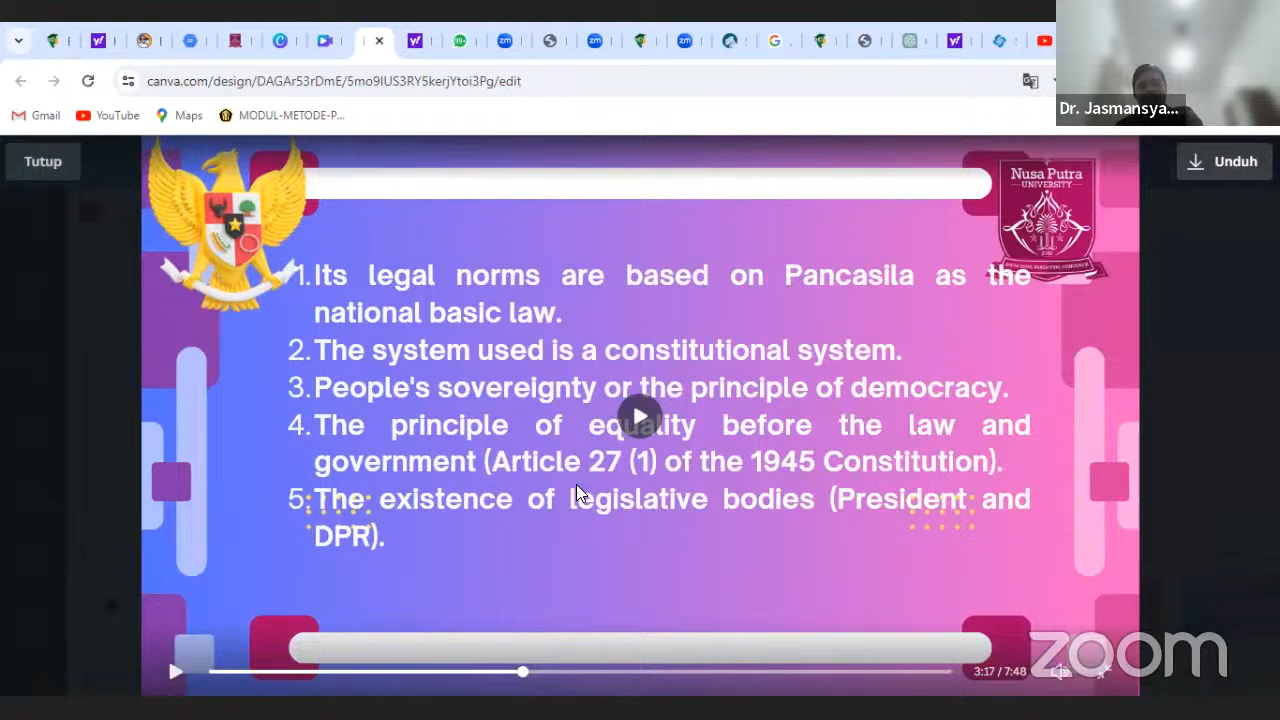 canva.com/design/DAGAr53rDmE/5mo9IUS3RY5kerjYtoi3Pg/edit
Gmail
YouTube
Maps
MODUL-METODE-P...
Dr. Jasmansya...
Tutup
Unduh
Nusa Putra
UNIVERSITY
1. Its legal norms are based on Pancasila as the
national basic law.
2. The system used is a constitutional system.
3. People's sovereignty or the principle of democracy.
4. The principle of equality before the law and
government (Article 27 (1) of the 1945 Constitution).
5. The existence of legislative bodies (President and
DPR).
3:17 / 7:48
zoom